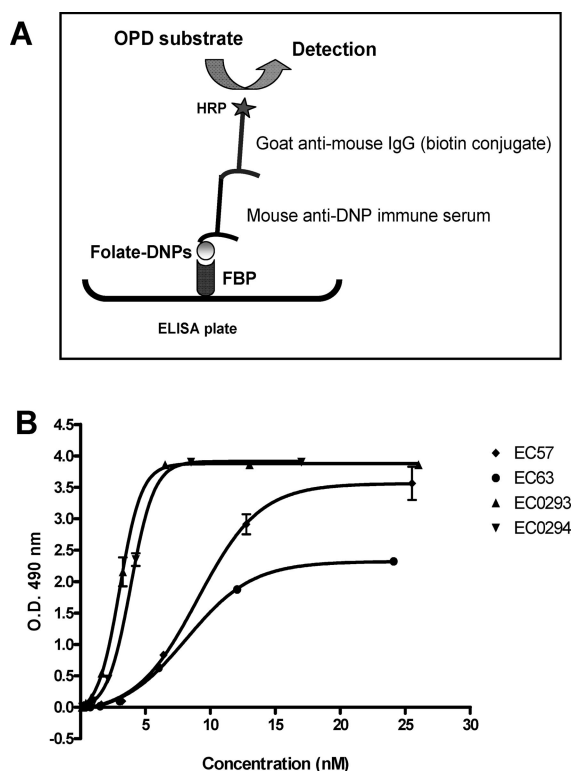 A
OPD substrate
Detection
HRP
Goat anti-mouse IgG (biotin conjugate)
Mouse anti-DNP immune serum
Folate-DNPs
FBP
ELISA plate
B
4.5
4.0
3.5
3.0
2.5
2.0
1.5
1.0
0.5
0.0
-0.5
O.D. 490 nm
5
10
15
20
25
30
Concentration (nM)
EC57
EC63
EC0293
EC0294